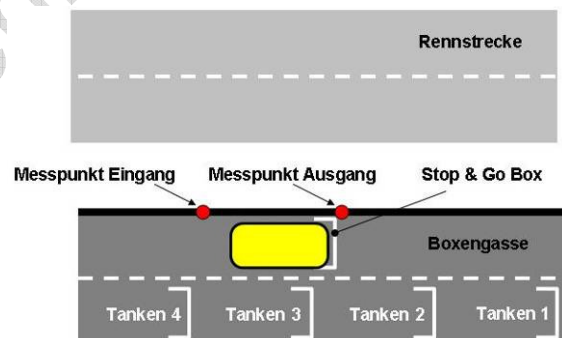 Rennstrecke
Messpunkt Eingang Messpunkt Ausgang Stop & Go Box
Boxengasse
Tanken 4 Tanken 3 Tanken 2 Tanken 1